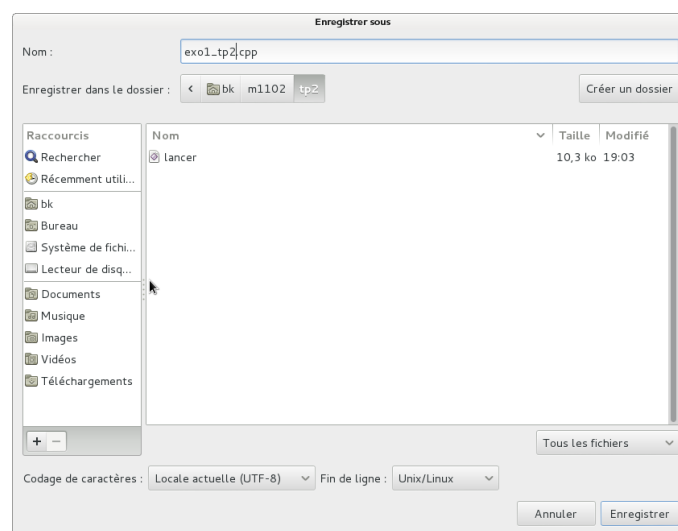 Enregistrer sous
Nom :
exo1_tp2.cpp
Enregistrer dans le dossier :
bk
m1102
tp2
Créer un dossier
Raccourcis
Rechercher
Récemment utili...
bk
Bureau
Système de fichi...
Lecteur de disq...
Documents
Musique
Images
Vidéos
Téléchargements
Nom
Taille
Modifié
lancer
10,3 ko
19:03
Tous les fichiers
Codage de caractères :
Locale actuelle (UTF-8)
Fin de ligne :
Unix/Linux
Annuler
Enregistrer